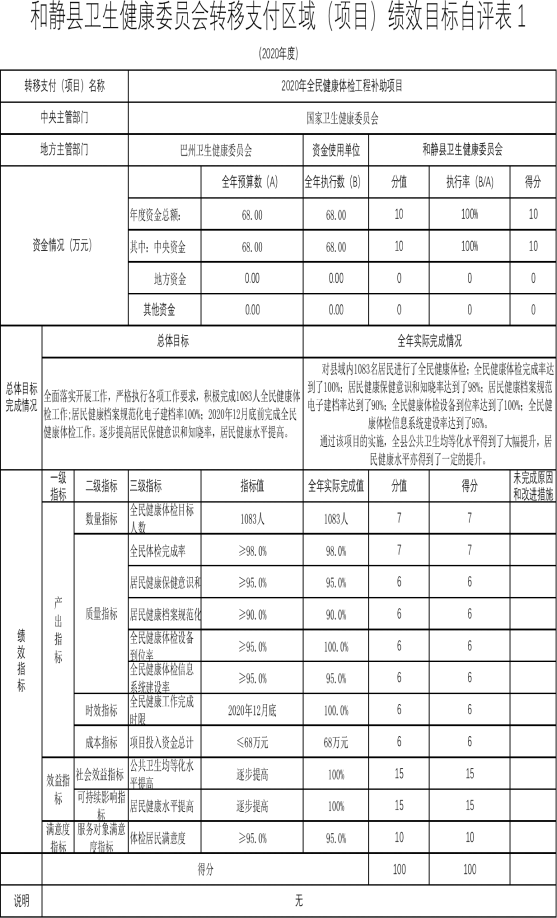 和静县卫生健康委员会转移支付区域（项目）绩效目标自评表1
（2020年度）
转移支付（项目）名称 2020年全民健康体检工程补助项目
中央主管部门 国家卫生健康委员会
地方主管部门 巴州卫生健康委员会 资金使用单位 和静县卫生健康委员会
资金情况（万元） 全年预算数（A） 全年执行数（B） 分值 执行率（B/A） 得分
年度资金总额： 68.00 68.00 10 100% 10
其中：中央资金 68.00 68.00 10 100% 10
地方资金 0.00 0.00 0 0 0
其他资金 0.00 0.00 0 0 0
总体目标完成情况
总体目标 全年实际完成情况
全面落实开展工作，严格执行各项工作要求，积极完成1083人全民健康体
检工作;居民健康档案规范化电子建档率100%；2020年12月底前完成全民
健康体检工作。逐步提高居民保健意识和知晓率，居民健康水平提高。
对县域内1083名居民进行了全民健康体检；全民健康体检完成率达
到了100%；居民健康保健意识和知晓率达到了98%；居民健康档案规范
电子建档率达到了90%；全民健康体检设备到位率达到了100%；全民健
康体检信息系统建设率达到了95%。
通过该项目的实施，全县公共卫生均等化水平得到了大幅提升，居
民健康水平亦得到了一定的提升。
绩效指标
一级指标 二级指标 三级指标 指标值 全年实际完成值 分值 得分 未完成原因和改进措施
产出指标
数量指标 全民健康体检目标人数 1083人 1083人 7 7
质量指标
全民体检完成率 ≥98.0% 98.0% 7 7
居民健康保健意识和 ≥95.0% 95.0% 6 6
居民健康档案规范化 ≥90.0% 90.0% 6 6
全民健康体检设备到位率 ≥95.0% 100.0% 6 6
全民健康体检信息系统建设率 ≥95.0% 95.0% 6 6
时效指标 全民健康工作完成时限 2020年12月底 100.0% 6 6
成本指标 项目投入资金总计 ≤68万元 68万元 6 6
效益指标 社会效益指标 公共卫生均等化水平提高 逐步提高 100% 15 15
可持续影响指标 居民健康水平提高 逐步提高 100% 15 15
满意度指标 服务对象满意度指标 体检居民满意度 ≥95.0% 95.0% 10 10
得分 100 100
说明 无